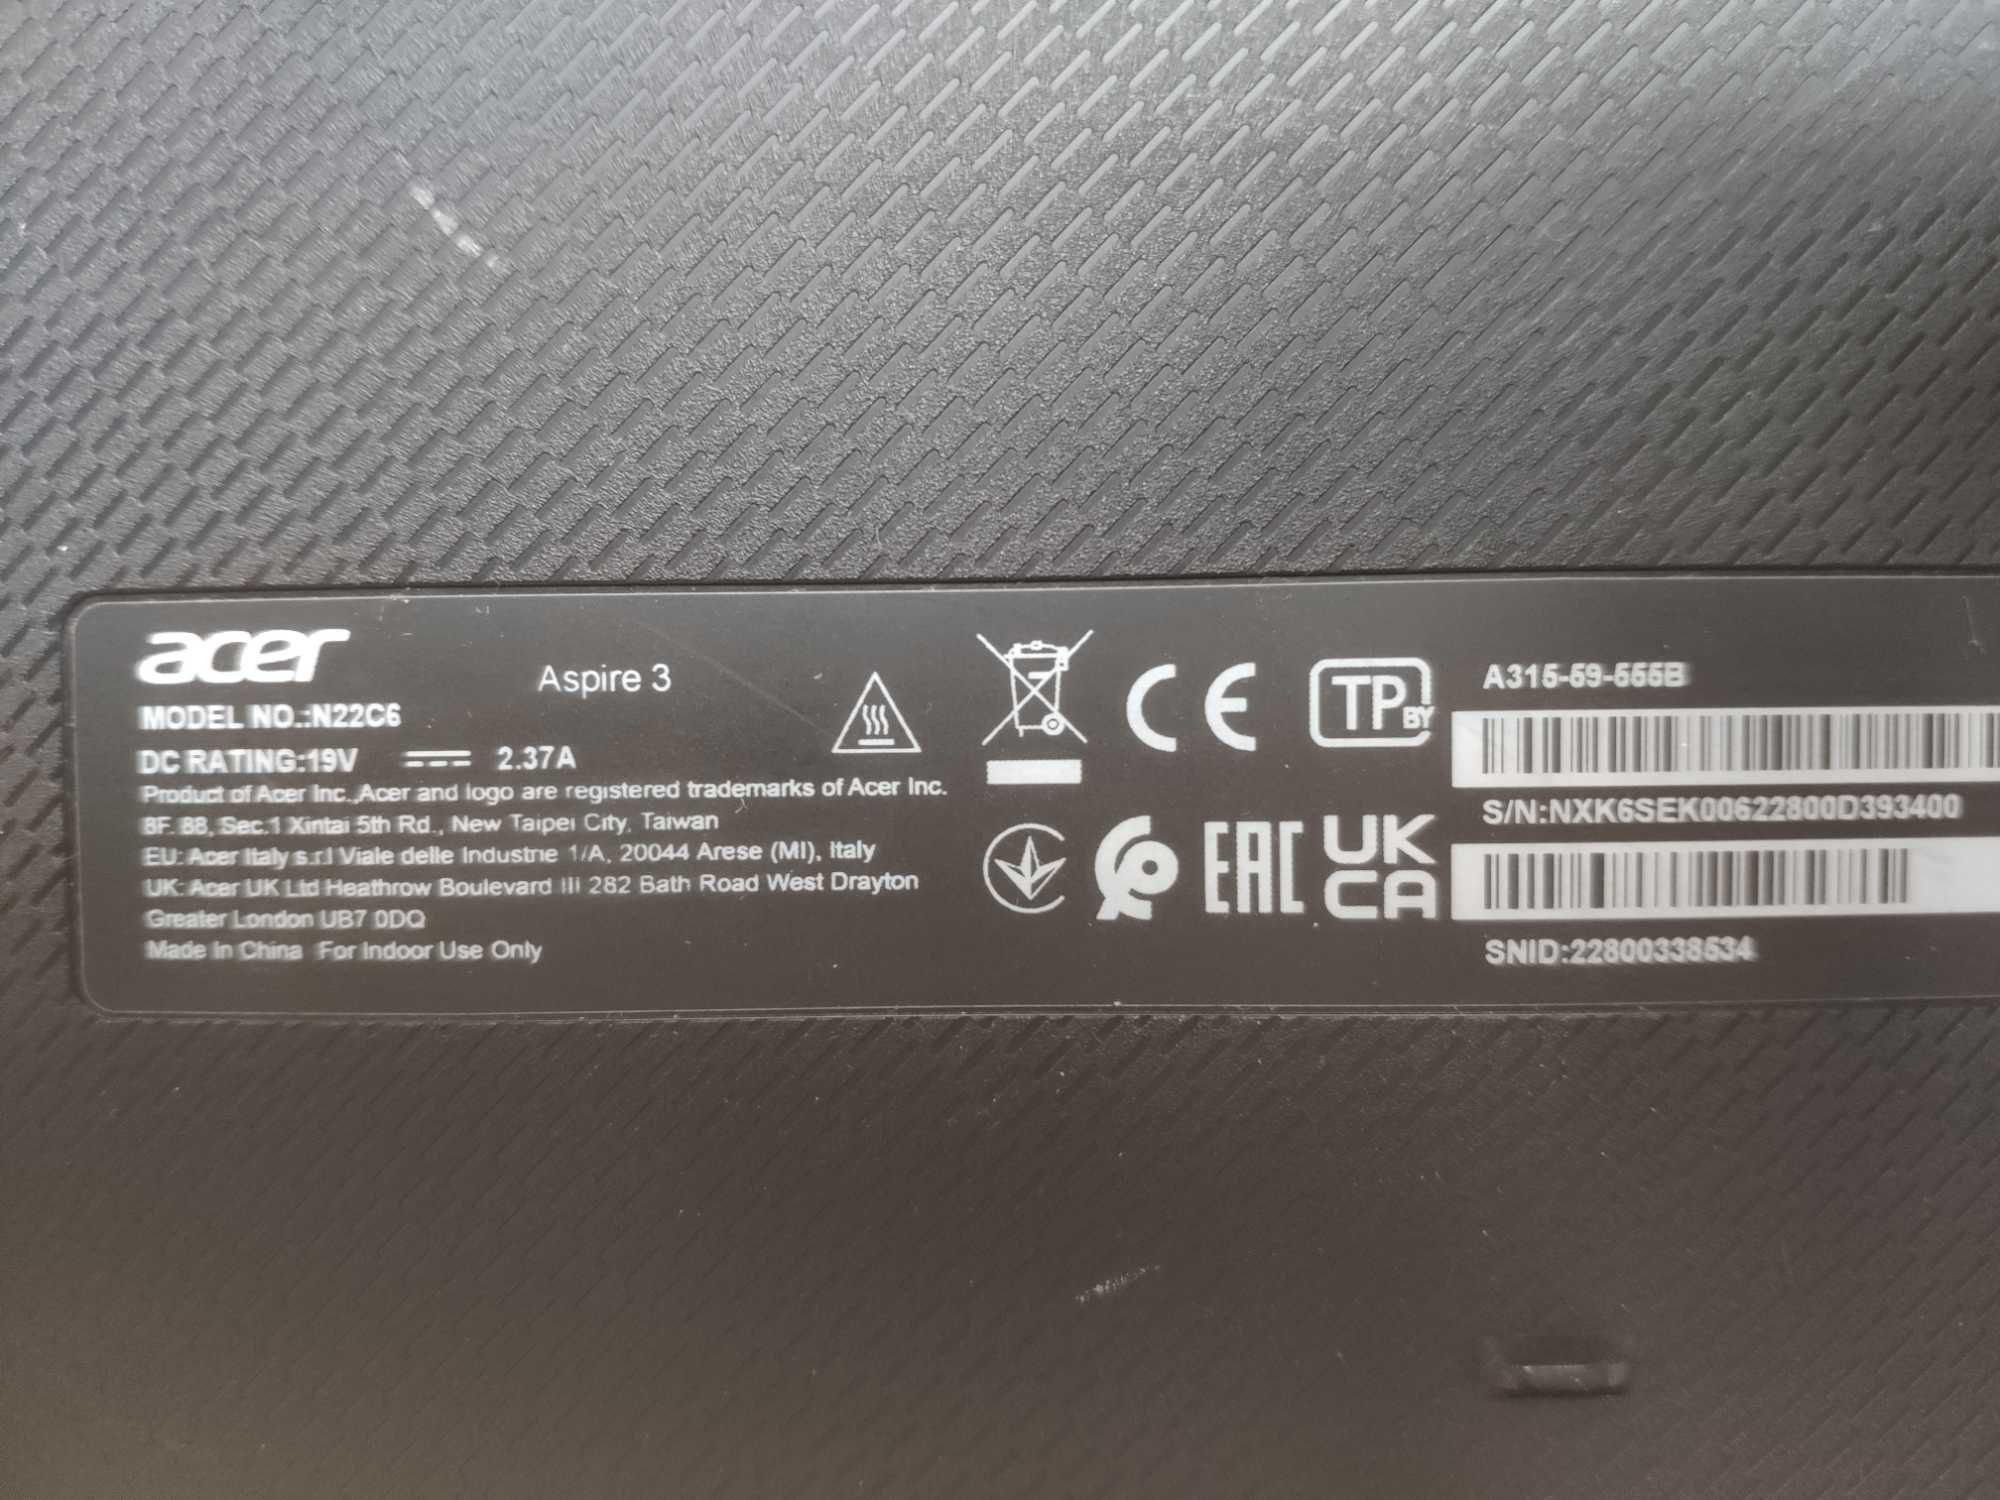 acer
Aspire 3
MODEL NO.:N22C6
DC RATING:19V 2.37A
Product of Acer Inc.,Acer and logo are registered trademarks of Acer Inc.
8F. 88, Sec.1 Xintai 5th Rd., New Taipei City, Taiwan
EU: Acer Italy s.r.l Viale delle Industrie 1/A, 20044 Arese (MI), Italy
UK: Acer UK Ltd Heathrow Boulevard III 282 Bath Road West Drayton
Greater London UB7 0DQ
Made In China For Indoor Use Only
CE
TP BY
EAC
UK
CA
A315-59-555B
S/N:NXK6SEK00622800D393400
SNID:22800338534